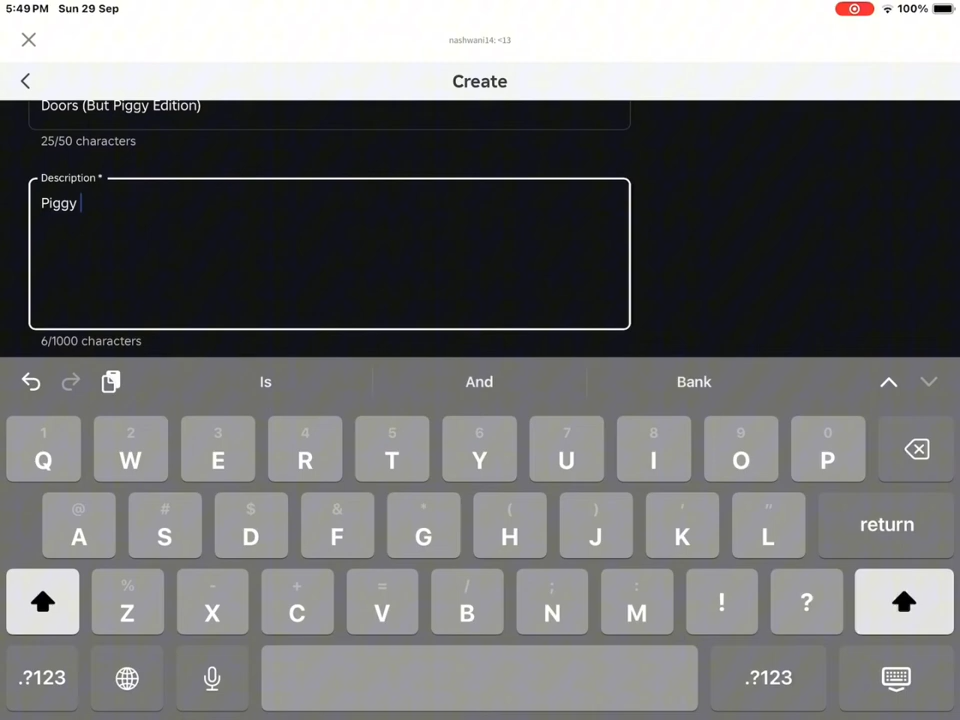 5:49 PM Sun 29 Sep
100%
nashwani14: <13
Create
Doors (But Piggy Edition)
25/50 characters
Description *
Piggy
6/1000 characters
Is And Bank
1 2 3 4 5 6 7 8 9 0
Q W E R T Y U I O P
@ # $ & * ( ) ' "
A S D F G H J K L return
% - + = / ; :
Z X C V B N M ! ?
.?123 .?123